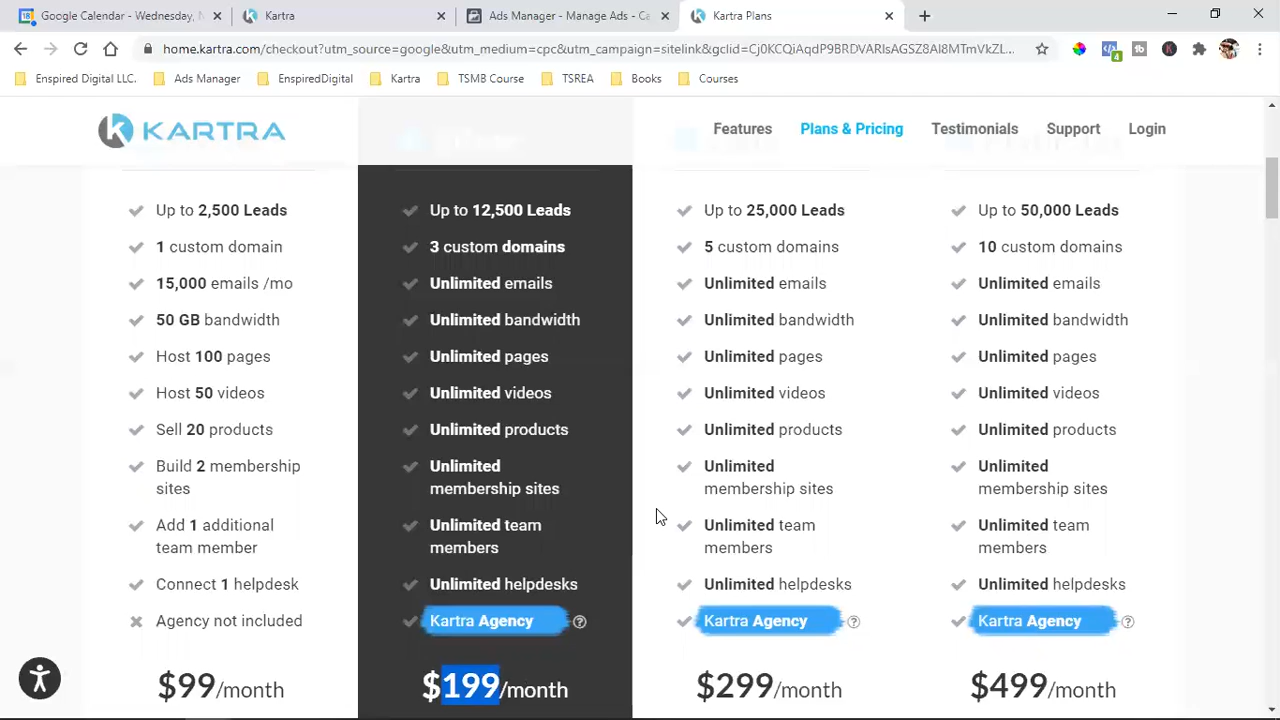 Google Calendar - Wednesday, N
Kartra
Ads Manager - Manage Ads - Ca
Kartra Plans
home.kartra.com/checkout?utm_source=google&utm_medium=cpc&utm_campaign=sitelink&gclid=Cj0KCQiAqdP9BRDVARIsAGSZ8AI8MTmVkZL...
Enspired Digital LLC.
Ads Manager
EnspiredDigital
Kartra
TSMB Course
TSREA
Books
Courses
KARTRA
Features
Plans & Pricing
Testimonials
Support
Login
Up to 2,500 Leads
1 custom domain
15,000 emails /mo
50 GB bandwidth
Host 100 pages
Host 50 videos
Sell 20 products
Build 2 membership
sites
Add 1 additional
team member
Connect 1 helpdesk
Agency not included
$99/month
Up to 12,500 Leads
3 custom domains
Unlimited emails
Unlimited bandwidth
Unlimited pages
Unlimited videos
Unlimited products
Unlimited
membership sites
Unlimited team
members
Unlimited helpdesks
Kartra Agency ?
$199/month
Up to 25,000 Leads
5 custom domains
Unlimited emails
Unlimited bandwidth
Unlimited pages
Unlimited videos
Unlimited products
Unlimited
membership sites
Unlimited team
members
Unlimited helpdesks
Kartra Agency ?
$299/month
Up to 50,000 Leads
10 custom domains
Unlimited emails
Unlimited bandwidth
Unlimited pages
Unlimited videos
Unlimited products
Unlimited
membership sites
Unlimited team
members
Unlimited helpdesks
Kartra Agency ?
$499/month